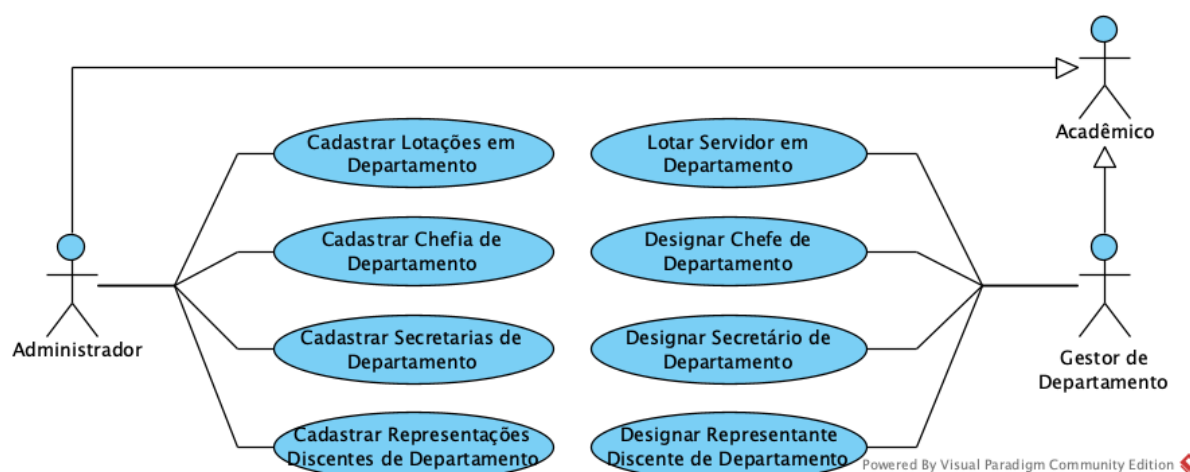 Acadêmico
Cadastrar Lotações em
Departamento
Lotar Servidor em
Departamento
Cadastrar Chefia de
Departamento
Designar Chefe de
Departamento
Administrador
Cadastrar Secretarias de
Departamento
Designar Secretário de
Departamento
Gestor de
Departamento
Cadastrar Representações
Discentes de Departamento
Designar Representante
Discente de Departamento
Powered By Visual Paradigm Community Edition